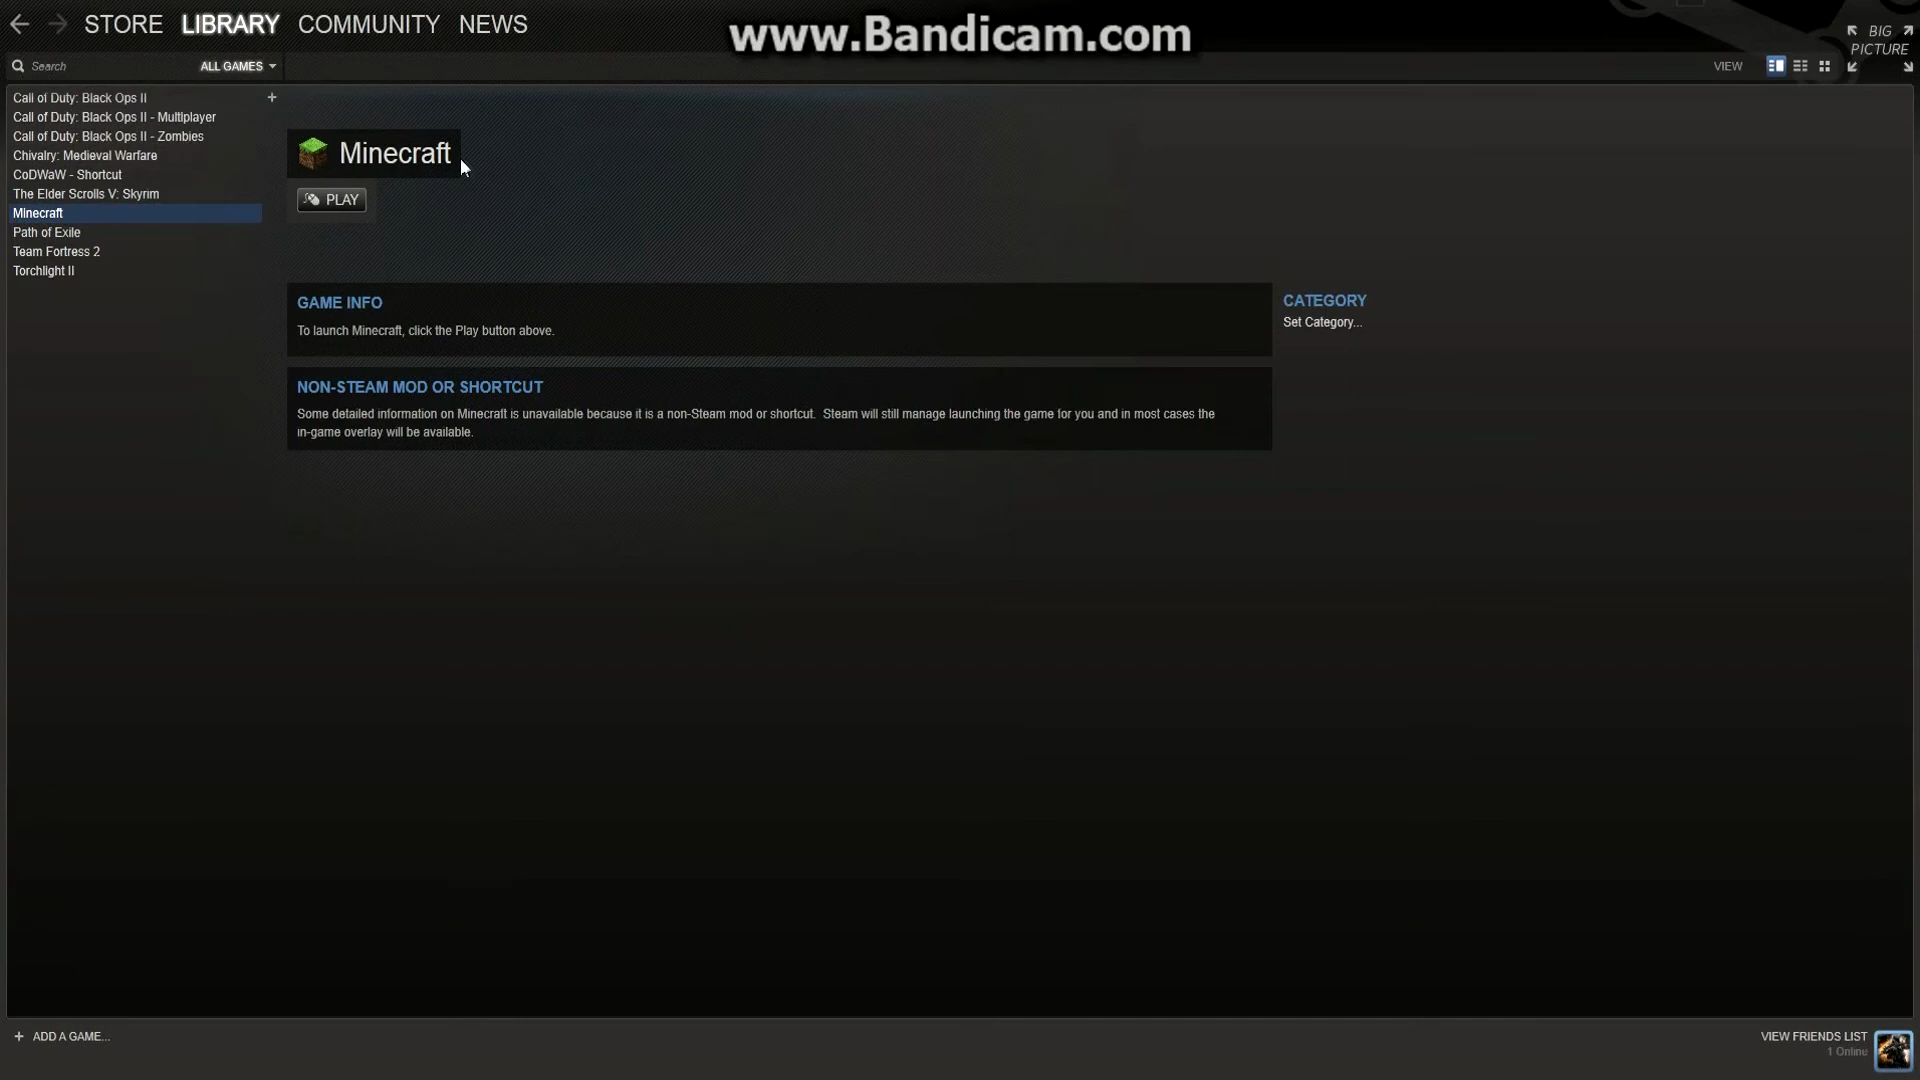 STORE LIBRARY COMMUNITY NEWS
www.Bandicam.com
BIG
PICTURE
Search
ALL GAMES
VIEW
Call of Duty: Black Ops II
Call of Duty: Black Ops II - Multiplayer
Call of Duty: Black Ops II - Zombies
Chivalry: Medieval Warfare
CoDWaW - Shortcut
The Elder Scrolls V: Skyrim
Minecraft
Path of Exile
Team Fortress 2
Torchlight II
Minecraft
PLAY
GAME INFO
To launch Minecraft, click the Play button above.
NON-STEAM MOD OR SHORTCUT
Some detailed information on Minecraft is unavailable because it is a non-Steam mod or shortcut.  Steam will still manage launching the game for you and in most cases the
in-game overlay will be available.
CATEGORY
Set Category...
+ ADD A GAME...
VIEW FRIENDS LIST
1 Online